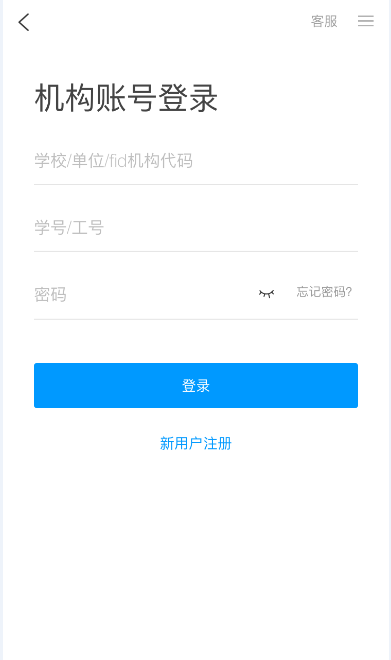 客服
机构账号登录
学校/单位/fid机构代码
学号/工号
密码
忘记密码?
登录
新用户注册